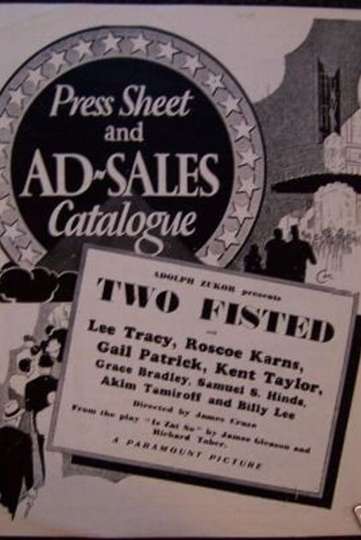 Press Sheet
and
AD-SALES
Catalogue
ADOLPH ZUKOR presents
TWO FISTED
with
Lee Tracy, Roscoe Karns,
Gail Patrick, Kent Taylor,
Grace Bradley, Samuel S. Hinds,
Akim Tamiroff and Billy Lee
Directed by James Cruze
From the play "Is Zat So" by James Gleason and
Richard Taber.
A PARAMOUNT PICTURE